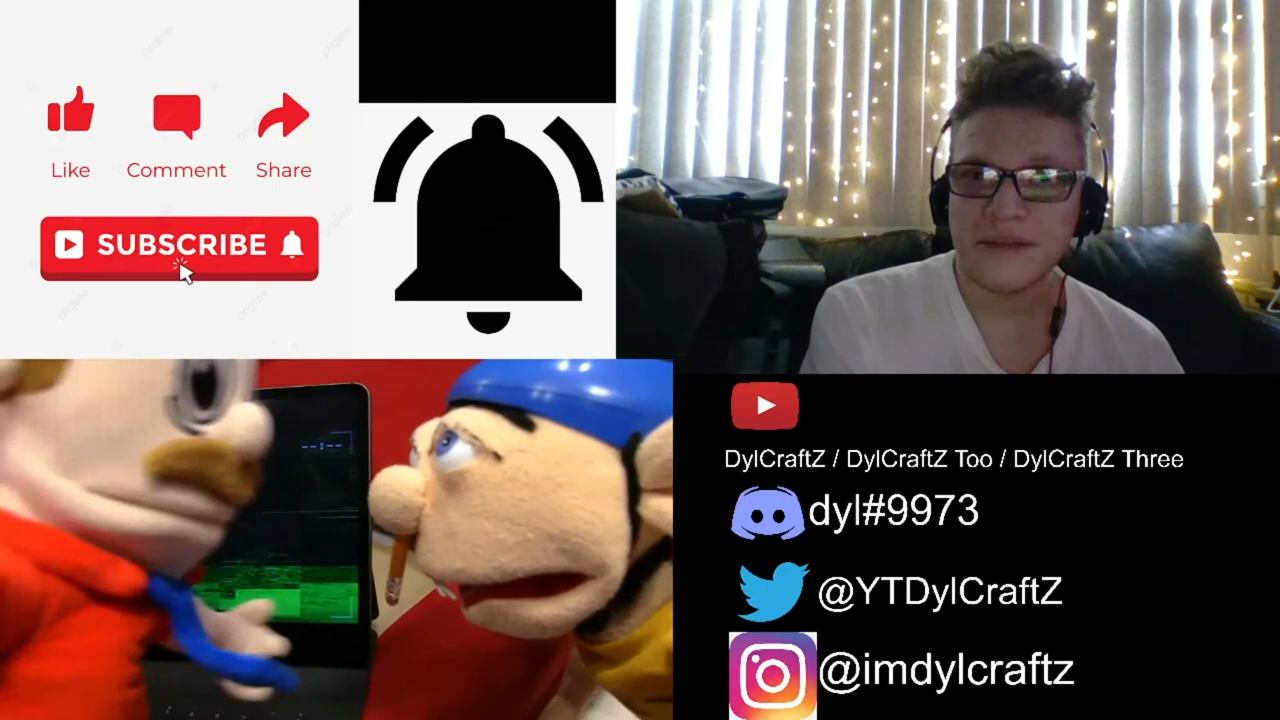 Like Comment Share
SUBSCRIBE
DylCraftZ / DylCraftZ Too / DylCraftZ Three
dyl#9973
@YTDylCraftZ
@imdylcraftz